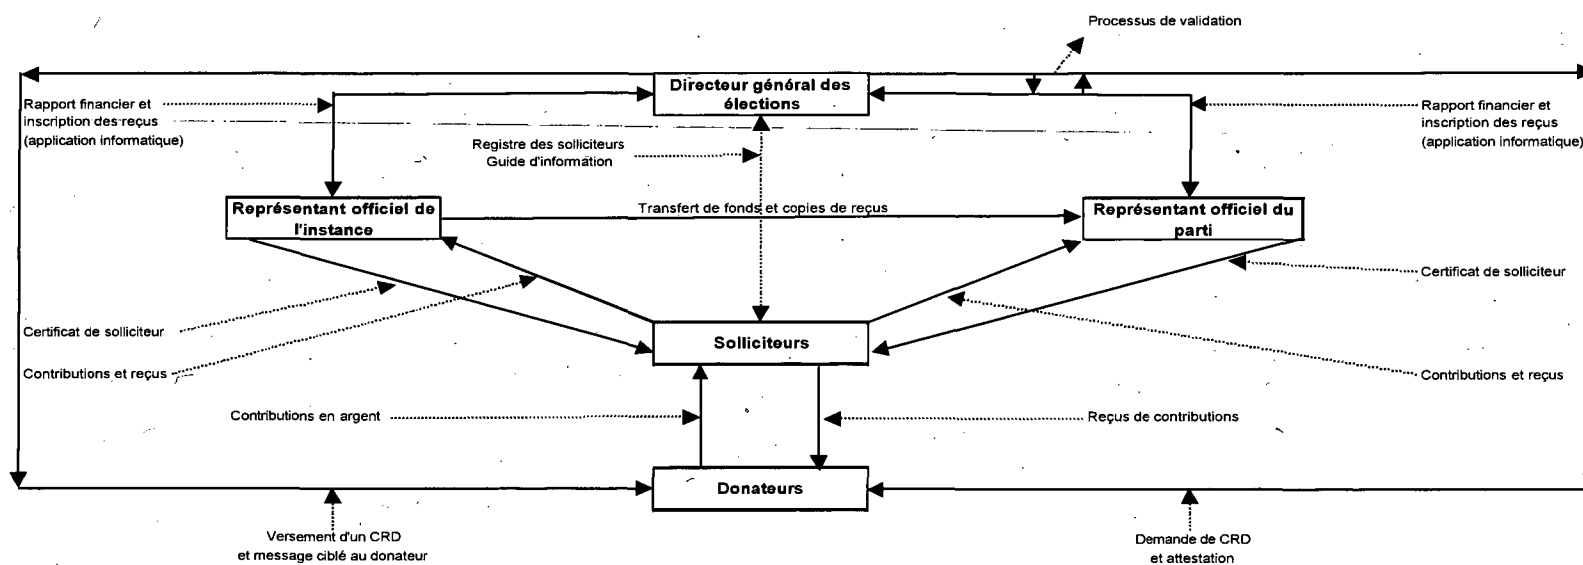 Processus de validation
Directeur général des
élections
Rapport financier et
inscription des reçus
(application informatique)
Rapport financier et
inscription des reçus
(application informatique)
Registre des solliciteurs
Guide d'information
Représentant officiel de
l'instance
Transfert de fonds et copies de reçus
Représentant officiel du
parti
Certificat de solliciteur
Certificat de solliciteur
Solliciteurs
Contributions et reçus
Contributions et reçus
Contributions en argent
Reçus de contributions
Donateurs
Versement d'un CRD
et message ciblé au donateur
Demande de CRD
et attestation